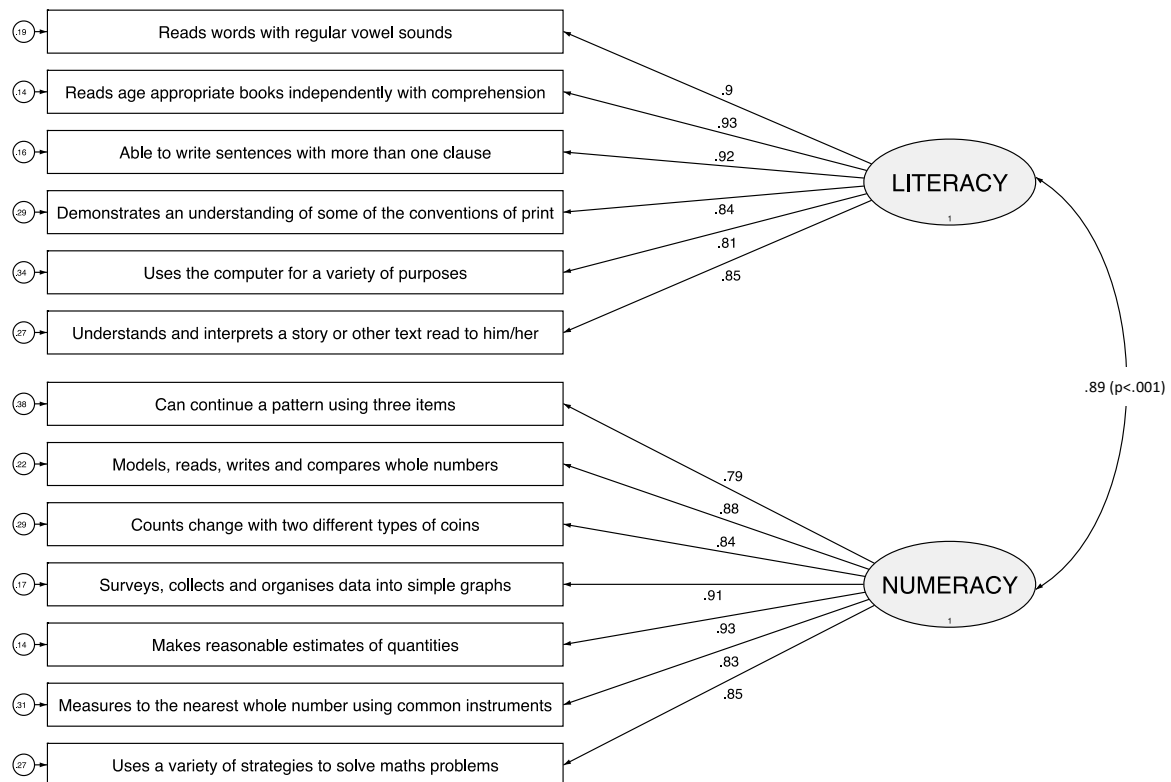 .19
Reads words with regular vowel sounds
.9
.14
Reads age appropriate books independently with comprehension
.93
.16
Able to write sentences with more than one clause
.92
LITERACY
1
.29
Demonstrates an understanding of some of the conventions of print
.84
.34
Uses the computer for a variety of purposes
.81
.27
Understands and interprets a story or other text read to him/her
.85
.89 (p<.001)
.38
Can continue a pattern using three items
.79
.22
Models, reads, writes and compares whole numbers
.88
.29
Counts change with two different types of coins
.84
.17
Surveys, collects and organises data into simple graphs
.91
NUMERACY
1
.14
Makes reasonable estimates of quantities
.93
.31
Measures to the nearest whole number using common instruments
.83
.27
Uses a variety of strategies to solve maths problems
.85